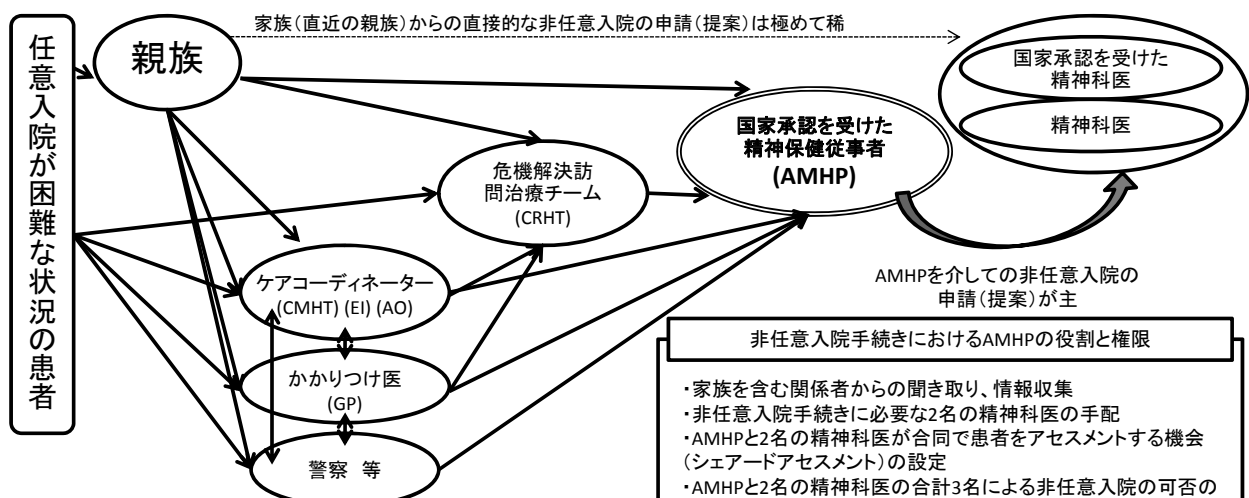 家族(直近の親族)からの直接的な非任意入院の申請(提案)は極めて稀
任意入院が困難な状況の患者
親族
国家承認を受けた
精神科医
精神科医
国家承認を受けた
精神保健従事者
(AMHP)
危機解決訪
問治療チーム
(CRHT)
ケアコーディネーター
(CMHT) (EI) (AO)
かかりつけ医
(GP)
警察 等
AMHPを介しての非任意入院の
申請(提案)が主
非任意入院手続きにおけるAMHPの役割と権限
・家族を含む関係者からの聞き取り、情報収集
・非任意入院手続きに必要な2名の精神科医の手配
・AMHPと2名の精神科医が合同で患者をアセスメントする機会
(シェアードアセスメント)の設定
・AMHPと2名の精神科医の合計3名による非任意入院の可否の